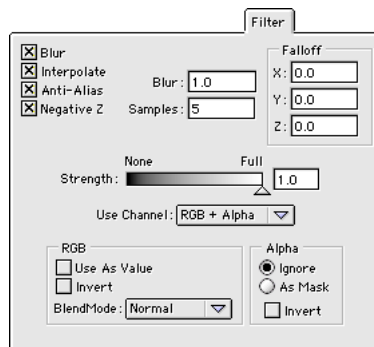 Filter
Blur
Interpolate
Anti-Alias
Negative Z
Blur: 1.0
Samples: 5
Falloff
X: 0.0
Y: 0.0
Z: 0.0
None Full
Strength: 1.0
Use Channel: RGB + Alpha
RGB
Use As Value
Invert
BlendMode: Normal
Alpha
Ignore
As Mask
Invert